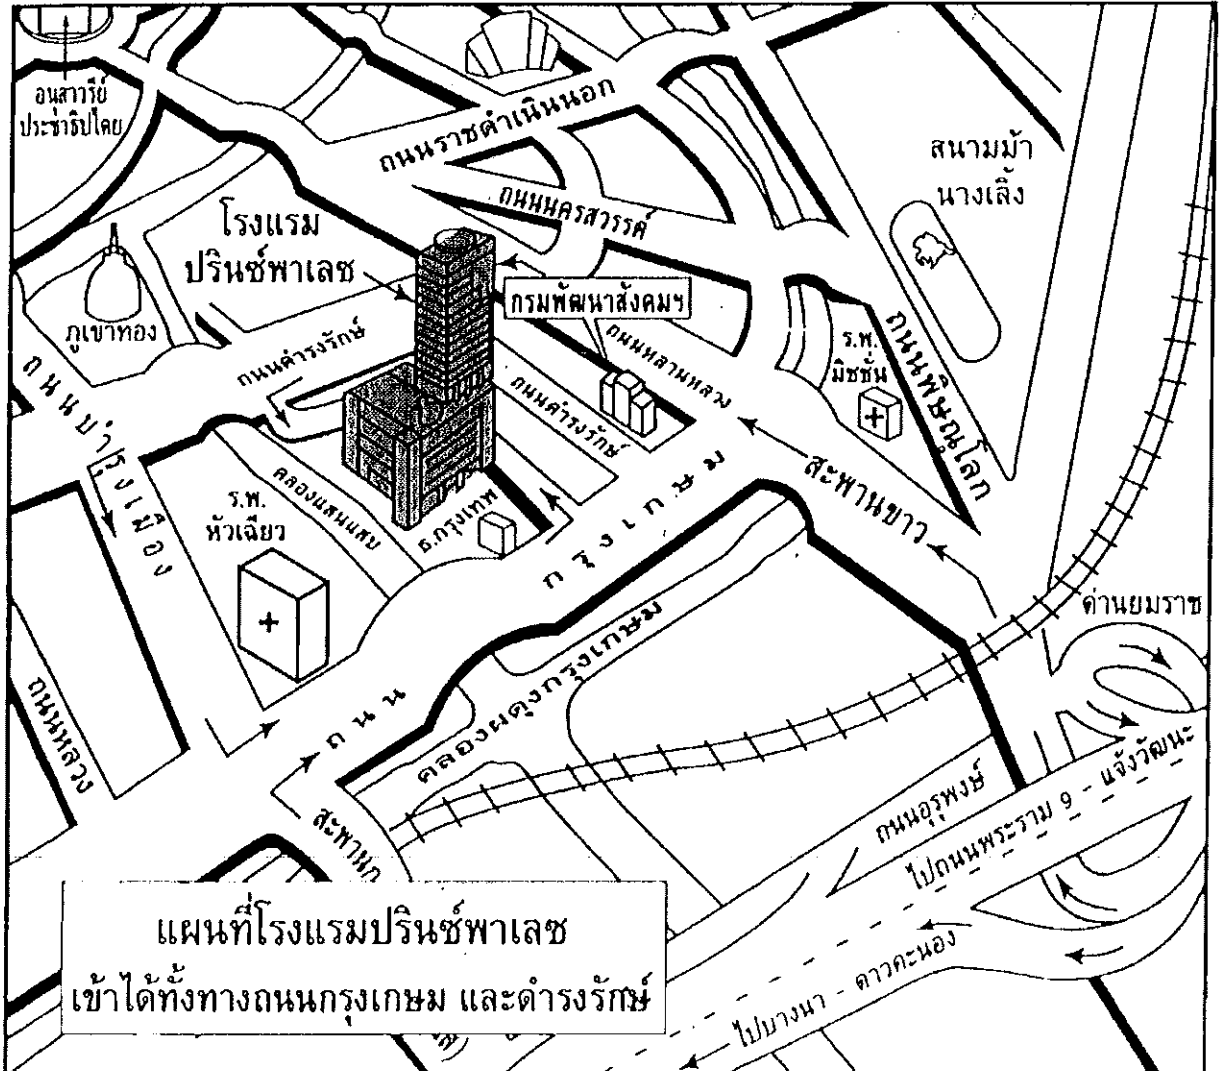 อนุสาวรีย์
ประชาธิปไตย
ถนนราชดำเนินนอก
สนามม้า
นางเลิ้ง
ถนนนครสวรรค์
โรงแรม
ปรินซ์พาเลซ
กรมพัฒนาสังคมฯ
ภูเขาทอง
ถนนดำรงรักษ์
ถนนหลานหลวง
ร.พ.
มิชชั่น
ถนนพิษณุโลก
ถนนบำรุงเมือง
ถนนดำรงรักษ์
สะพานขาว
ร.พ.
หัวเฉียว
คลองแสนแสบ
ธ.กรุงเทพ
ถนน กรุงเกษม
ด่านยมราช
คลองผดุงกรุงเกษม
ถนนหลวง
ถนนอุรุพงษ์
ไปถนนพระราม 9 - แจ้งวัฒนะ
ไปบางนา - ดาวคะนอง
แผนที่โรงแรมปรินซ์พาเลซ
เข้าได้ทั้งทางถนนกรุงเกษม และดำรงรักษ์